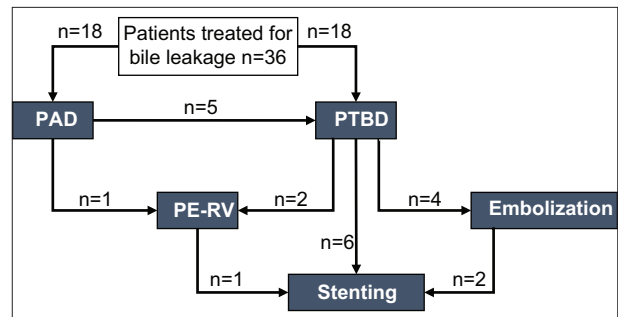 n=18
Patients treated for
bile leakage n=36
n=18
PAD
n=5
PTBD
n=1
PE-RV
n=2
n=4
Embolization
n=6
n=1
Stenting
n=2